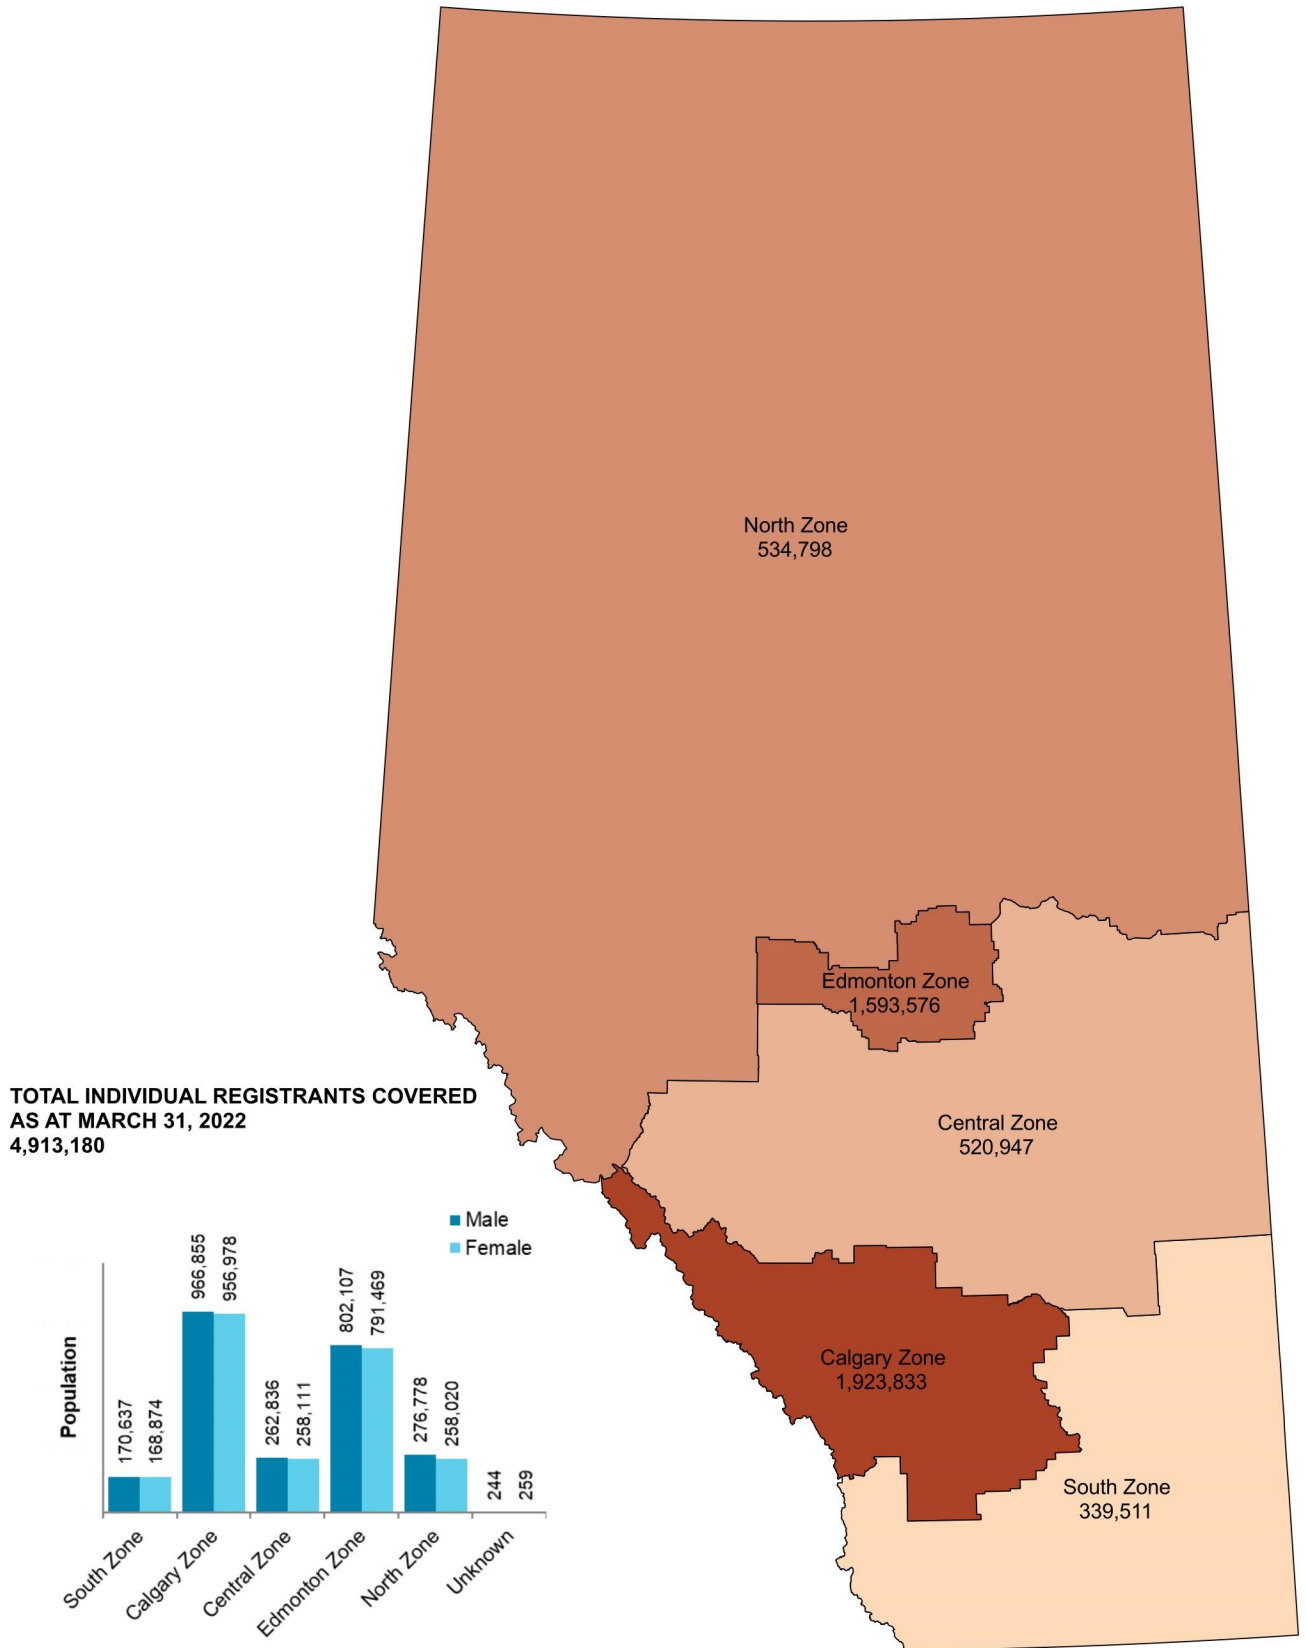 North Zone
534,798
Edmonton Zone
1,593,576
Central Zone
520,947
Calgary Zone
1,923,833
South Zone
339,511
TOTAL INDIVIDUAL REGISTRANTS COVERED
AS AT MARCH 31, 2022
4,913,180
Male
Female
Population
170,637
168,874
966,855
956,978
262,836
258,111
802,107
791,469
276,778
258,020
244
259
South Zone
Calgary Zone
Central Zone
Edmonton Zone
North Zone
Unknown